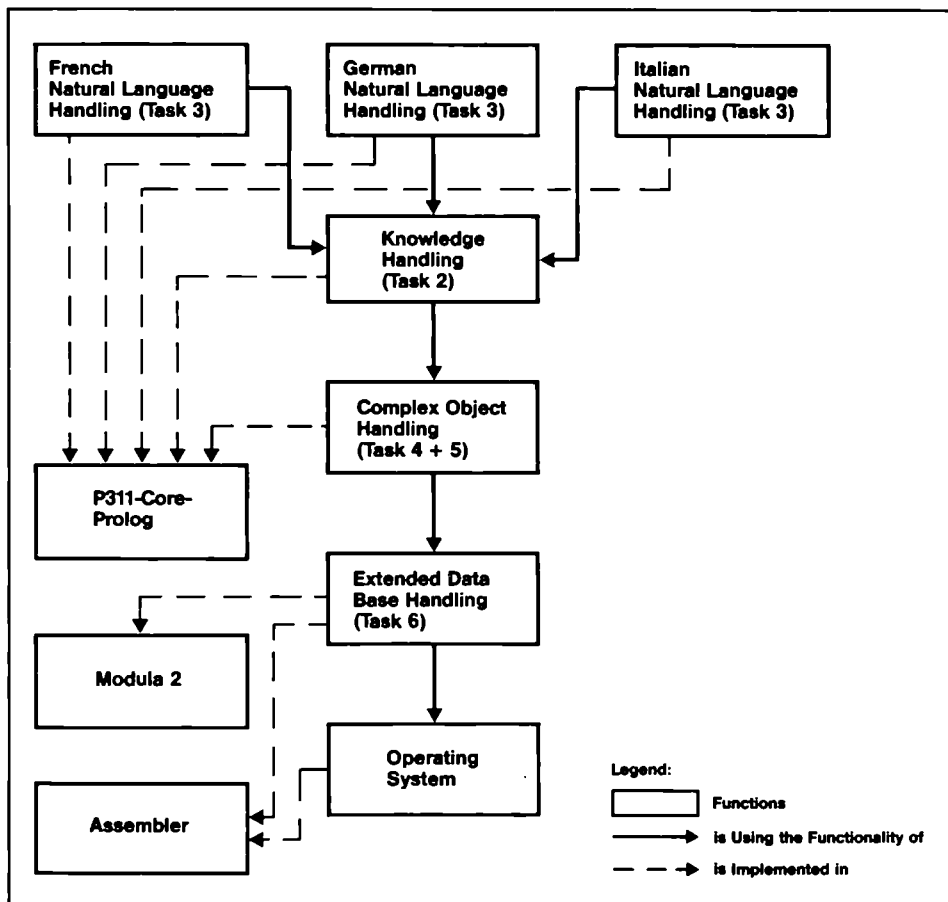 French
Natural Language
Handling (Task 3)
German
Natural Language
Handling (Task 3)
Italian
Natural Language
Handling (Task 3)
Knowledge
Handling
(Task 2)
Complex Object
Handling
(Task 4 + 5)
P311-Core-
Prolog
Extended Data
Base Handling
(Task 6)
Modula 2
Operating
System
Assembler
Legend:
Functions
is Using the Functionality of
is Implemented in